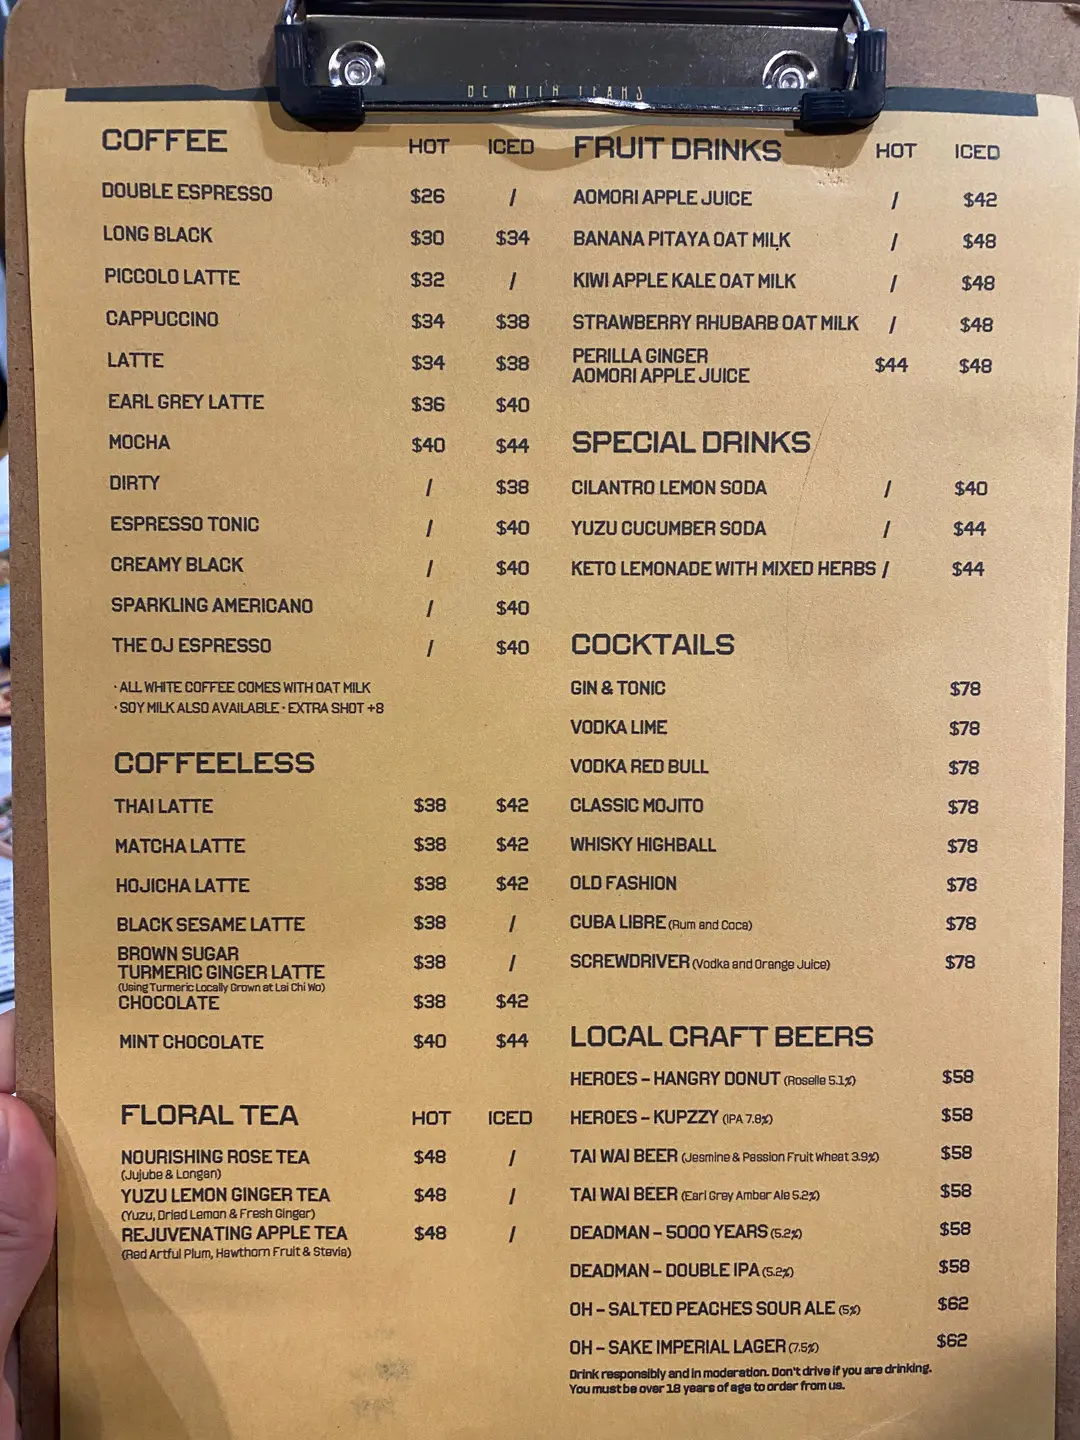 COFFEE HOT ICED
DOUBLE ESPRESSO $26 /
LONG BLACK $30 $34
PICCOLO LATTE $32 /
CAPPUCCINO $34 $38
LATTE $34 $38
EARL GREY LATTE $36 $40
MOCHA $40 $44
DIRTY / $38
ESPRESSO TONIC / $40
CREAMY BLACK / $40
SPARKLING AMERICANO / $40
THE OJ ESPRESSO / $40
· ALL WHITE COFFEE COMES WITH OAT MILK
· SOY MILK ALSO AVAILABLE · EXTRA SHOT +8
COFFEELESS
THAI LATTE $38 $42
MATCHA LATTE $38 $42
HOJICHA LATTE $38 $42
BLACK SESAME LATTE $38 /
BROWN SUGAR
TURMERIC GINGER LATTE $38 /
(Using Turmeric Locally Grown at Lai Chi Wo)
CHOCOLATE $38 $42
MINT CHOCOLATE $40 $44
FLORAL TEA HOT ICED
NOURISHING ROSE TEA $48 /
(Jujube & Longan)
YUZU LEMON GINGER TEA $48 /
(Yuzu, Dried Lemon & Fresh Ginger)
REJUVENATING APPLE TEA $48 /
(Red Artful Plum, Hawthorn Fruit & Stevia)
FRUIT DRINKS HOT ICED
AOMORI APPLE JUICE / $42
BANANA PITAYA OAT MILK / $48
KIWI APPLE KALE OAT MILK / $48
STRAWBERRY RHUBARB OAT MILK / $48
PERILLA GINGER
AOMORI APPLE JUICE $44 $48
SPECIAL DRINKS
CILANTRO LEMON SODA / $40
YUZU CUCUMBER SODA / $44
KETO LEMONADE WITH MIXED HERBS / $44
COCKTAILS
GIN & TONIC $78
VODKA LIME $78
VODKA RED BULL $78
CLASSIC MOJITO $78
WHISKY HIGHBALL $78
OLD FASHION $78
CUBA LIBRE (Rum and Coca) $78
SCREWDRIVER (Vodka and Orange Juice) $78
LOCAL CRAFT BEERS
HEROES – HANGRY DONUT (Roselle 5.1%) $58
HEROES – KUPZZY (IPA 7.8%) $58
TAI WAI BEER (Jesmine & Passion Fruit Wheat 3.9%) $58
TAI WAI BEER (Earl Grey Amber Ale 5.2%) $58
DEADMAN – 5000 YEARS (5.2%) $58
DEADMAN – DOUBLE IPA (5.2%) $58
OH – SALTED PEACHES SOUR ALE (5%) $62
OH – SAKE IMPERIAL LAGER (7.5%) $62
Drink responsibly and in moderation. Don't drive if you are drinking.
You must be over 18 years of age to order from us.